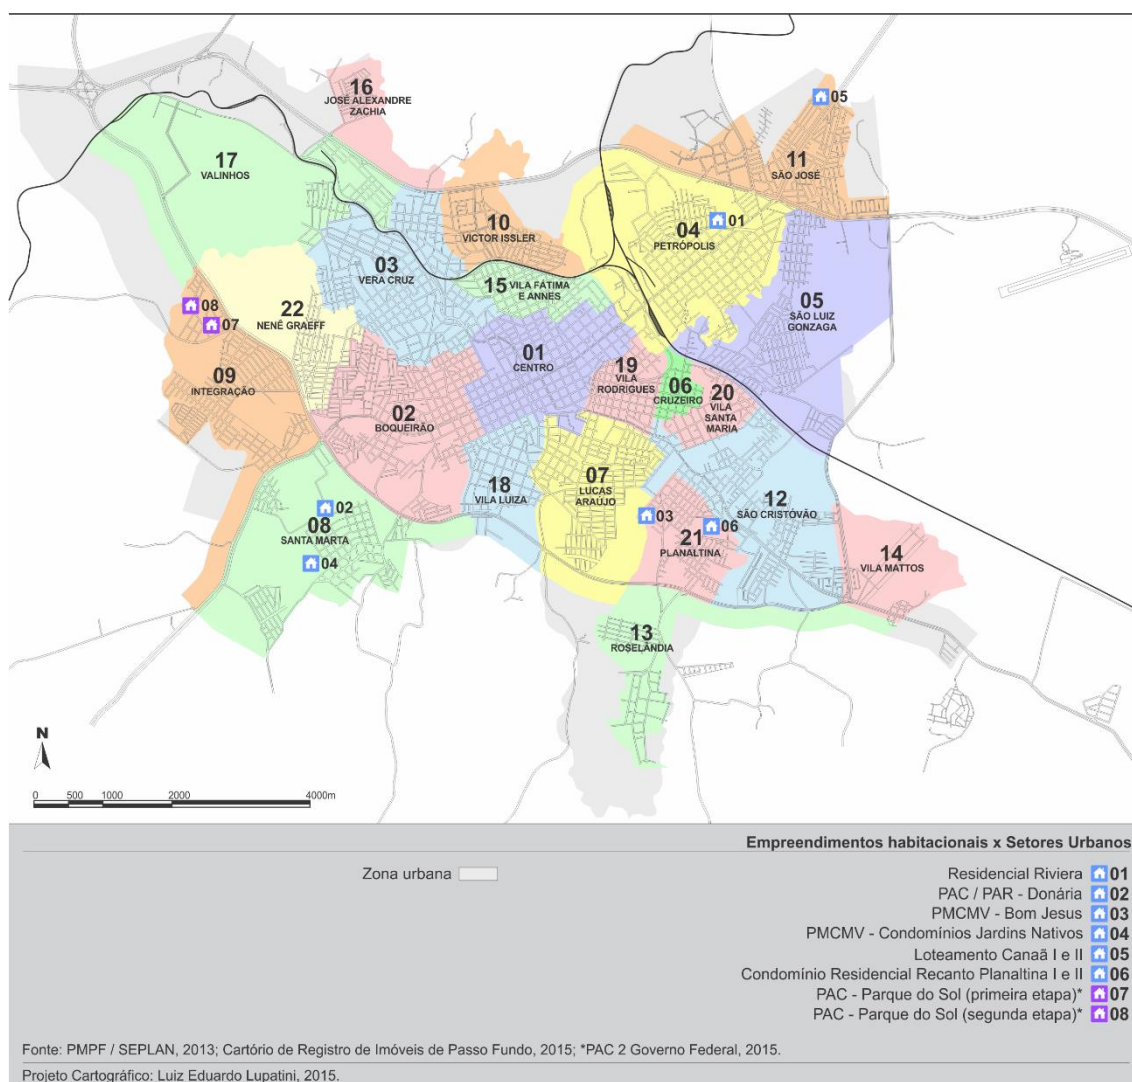 16
JOSÉ ALEXANDRE
ZACHIA
05
17
VALINHOS
11
SÃO JOSÉ
10
VICTOR ISSLER
04
PETRÓPOLIS
01
03
VERA CRUZ
15 VILA FÁTIMA
E ANNES
05
SÃO LUIZ
GONZAGA
08
07
22
NENÊ GRAEFF
01
CENTRO
19
VILA
RODRIGUES
06
CRUZEIRO
20
VILA
SANTA
MARIA
09
INTEGRAÇÃO
02
BOQUEIRÃO
18
VILA LUIZA
07
LUCAS
ARAÚJO
12
SÃO CRISTÓVÃO
02
08
SANTA MARTA
04
03
06
21
PLANALTINA
14
VILA MATTOS
13
ROSELÂNDIA
N
0 500 1000 2000 4000m
Empreendimentos habitacionais x Setores Urbanos
Zona urbana
Residencial Riviera 01
PAC / PAR - Donária 02
PMCMV - Bom Jesus 03
PMCMV - Condomínios Jardins Nativos 04
Loteamento Canaã I e II 05
Condomínio Residencial Recanto Planaltina I e II 06
PAC - Parque do Sol (primeira etapa)* 07
PAC - Parque do Sol (segunda etapa)* 08
Fonte: PMPF / SEPLAN, 2013; Cartório de Registro de Imóveis de Passo Fundo, 2015; *PAC 2 Governo Federal, 2015.
Projeto Cartográfico: Luiz Eduardo Lupatini, 2015.